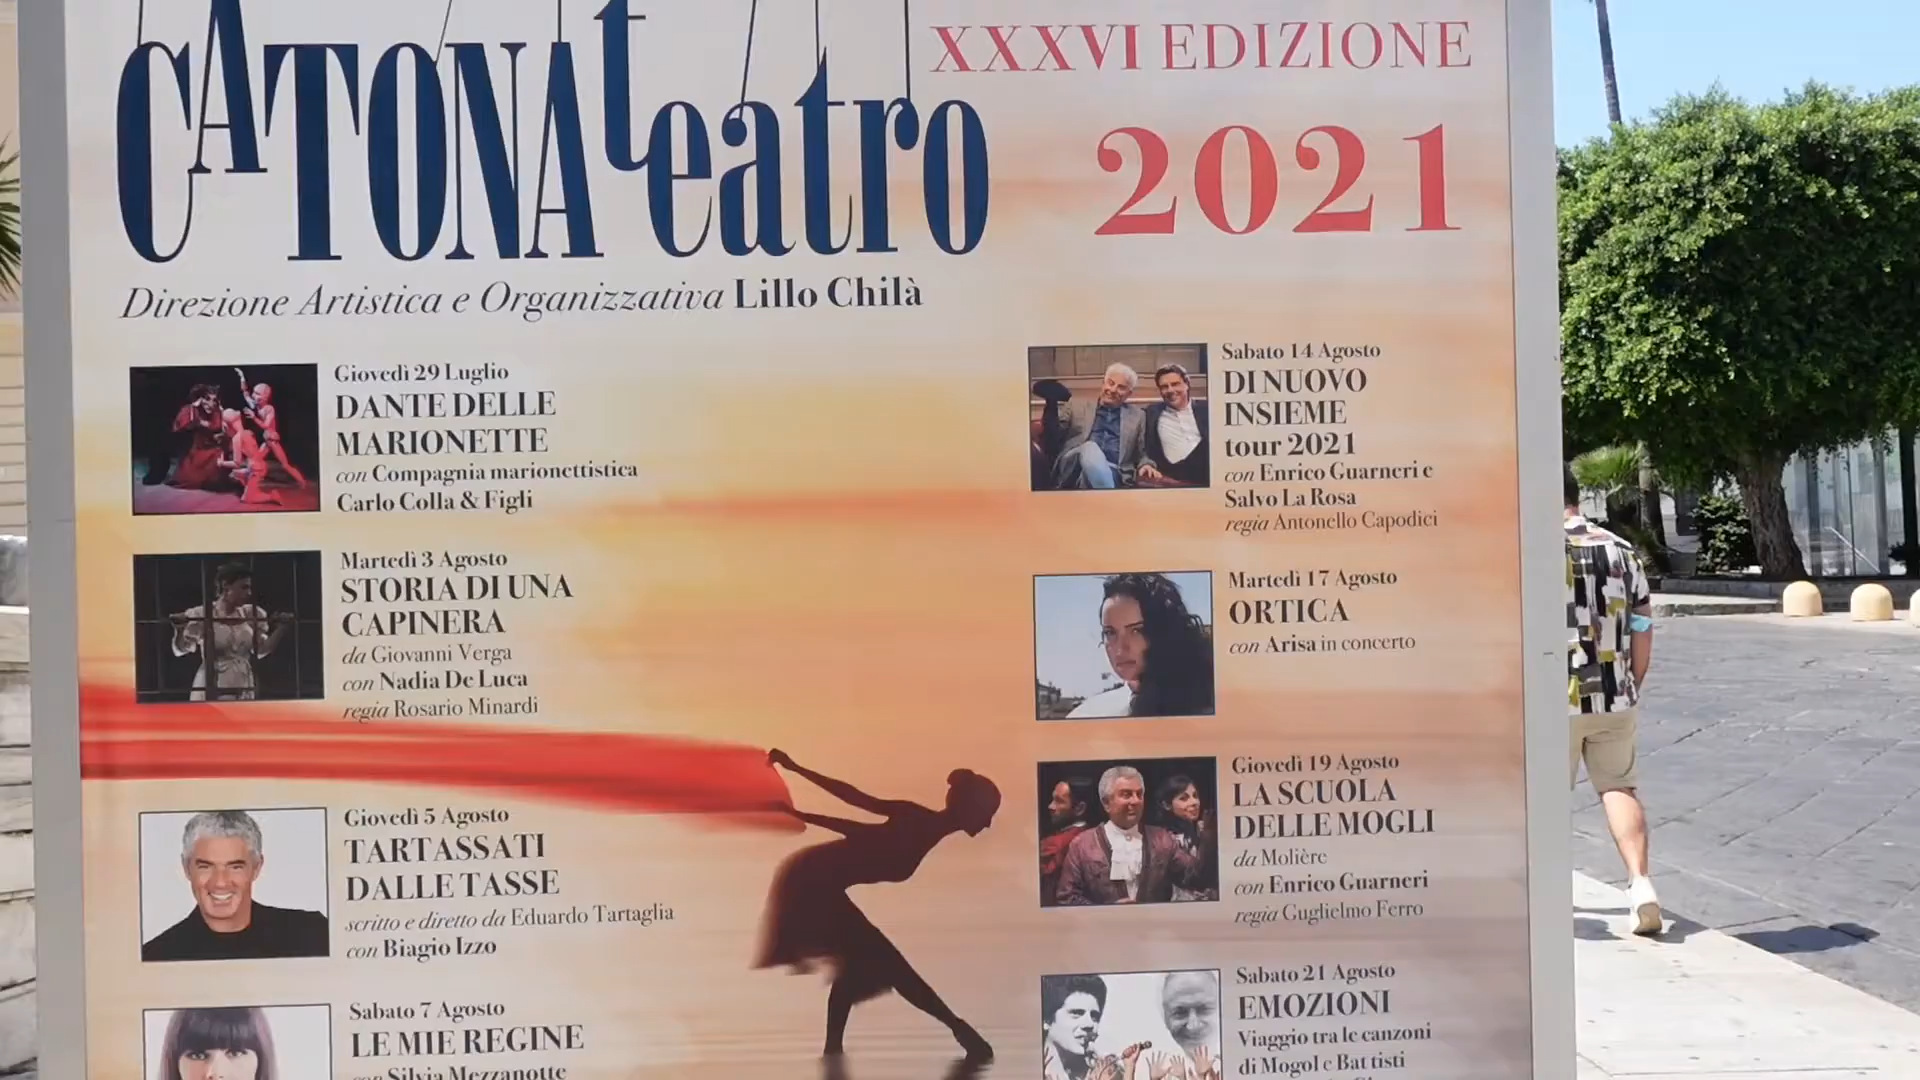 CATONAteatro
XXXVI EDIZIONE
2021
Direzione Artistica e Organizzativa Lillo Chilà
Giovedì 29 Luglio
DANTE DELLE
MARIONETTE
con Compagnia marionettistica
Carlo Colla & Figli
Martedì 3 Agosto
STORIA DI UNA
CAPINERA
da Giovanni Verga
con Nadia De Luca
regia Rosario Minardi
Giovedì 5 Agosto
TARTASSATI
DALLE TASSE
scritto e diretto da Eduardo Tartaglia
con Biagio Izzo
Sabato 7 Agosto
LE MIE REGINE
con Silvia Mezzanotte
Sabato 14 Agosto
DI NUOVO
INSIEME
tour 2021
con Enrico Guarneri e
Salvo La Rosa
regia Antonello Capodici
Martedì 17 Agosto
ORTICA
con Arisa in concerto
Giovedì 19 Agosto
LA SCUOLA
DELLE MOGLI
da Molière
con Enrico Guarneri
regia Guglielmo Ferro
Sabato 21 Agosto
EMOZIONI
Viaggio tra le canzoni
di Mogol e Battisti